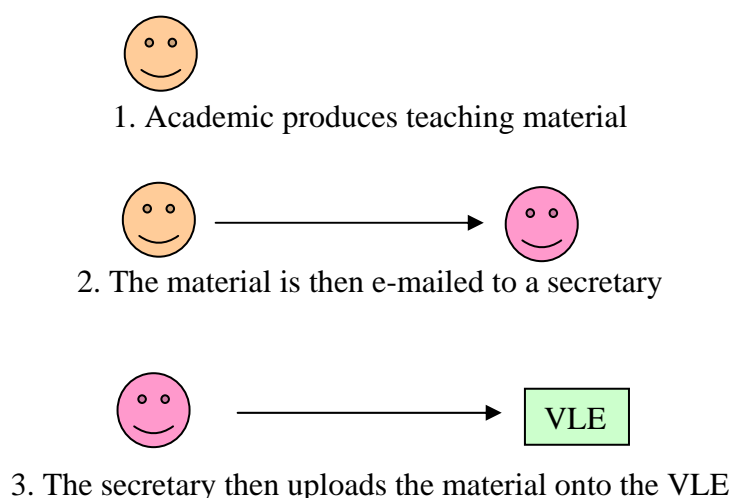 1. Academic produces teaching material
2. The material is then e-mailed to a secretary
VLE
3. The secretary then uploads the material onto the VLE